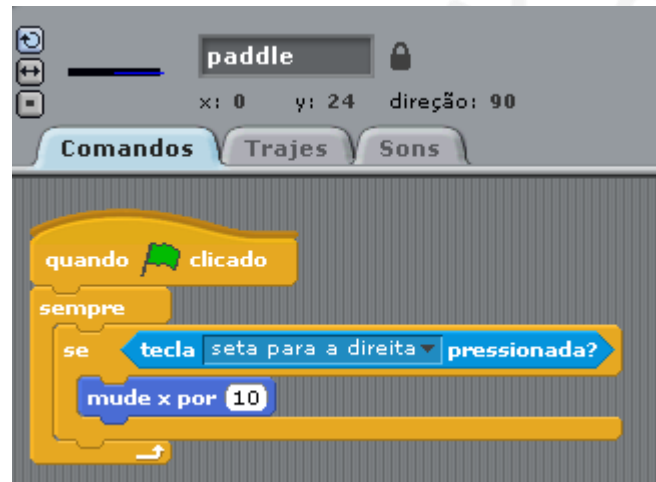 paddle
x: 0 y: 24 direção: 90
Comandos Trajes Sons
quando clicado
sempre
se tecla seta para a direita pressionada?
mude x por 10